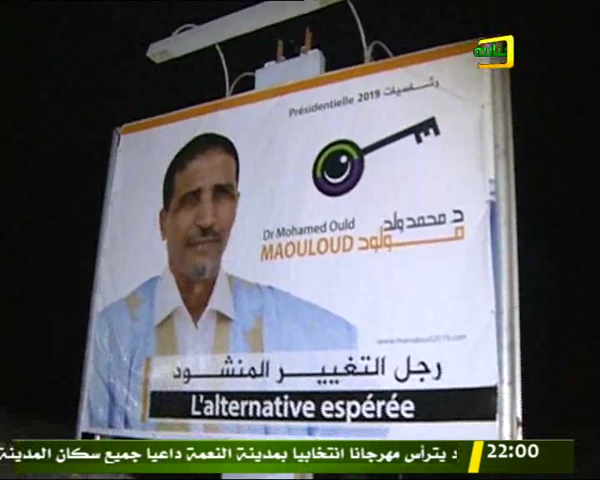 رئاسيات Présidentielle 2019
د. محمد ولد
مولود
Dr Mohamed Ould
MAOULOUD
رجل التغيير المنشود
L'alternative espérée
د يترأس مهرجانا انتخابيا بمدينة النعمة داعيا جميع سكان المدينة
22:00